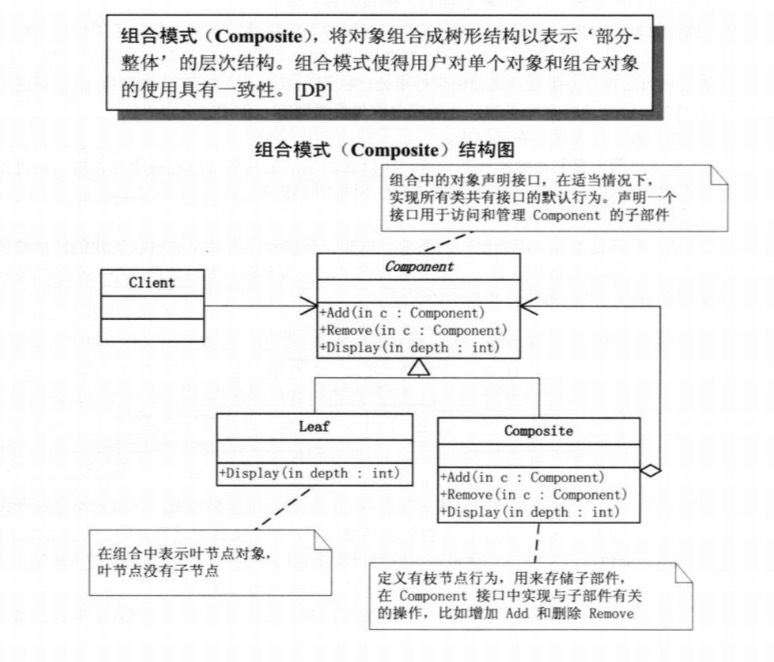 组合模式（Composite），将对象组合成树形结构以表示‘部分-
整体’的层次结构。组合模式使得用户对单个对象和组合对象
的使用具有一致性。[DP]
组合模式（Composite）结构图
组合中的对象声明接口，在适当情况下，
实现所有类共有接口的默认行为。声明一个
接口用于访问和管理 Component 的子部件
Client
Component
+Add(in c : Component)
+Remove(in c : Component)
+Display(in depth : int)
Leaf
+Display(in depth : int)
Composite
+Add(in c : Component)
+Remove(in c : Component)
+Display(in depth : int)
在组合中表示叶节点对象，
叶节点没有子节点
定义有枝节点行为，用来存储子部件，
在 Component 接口中实现与子部件有关
的操作，比如增加 Add 和删除 Remove